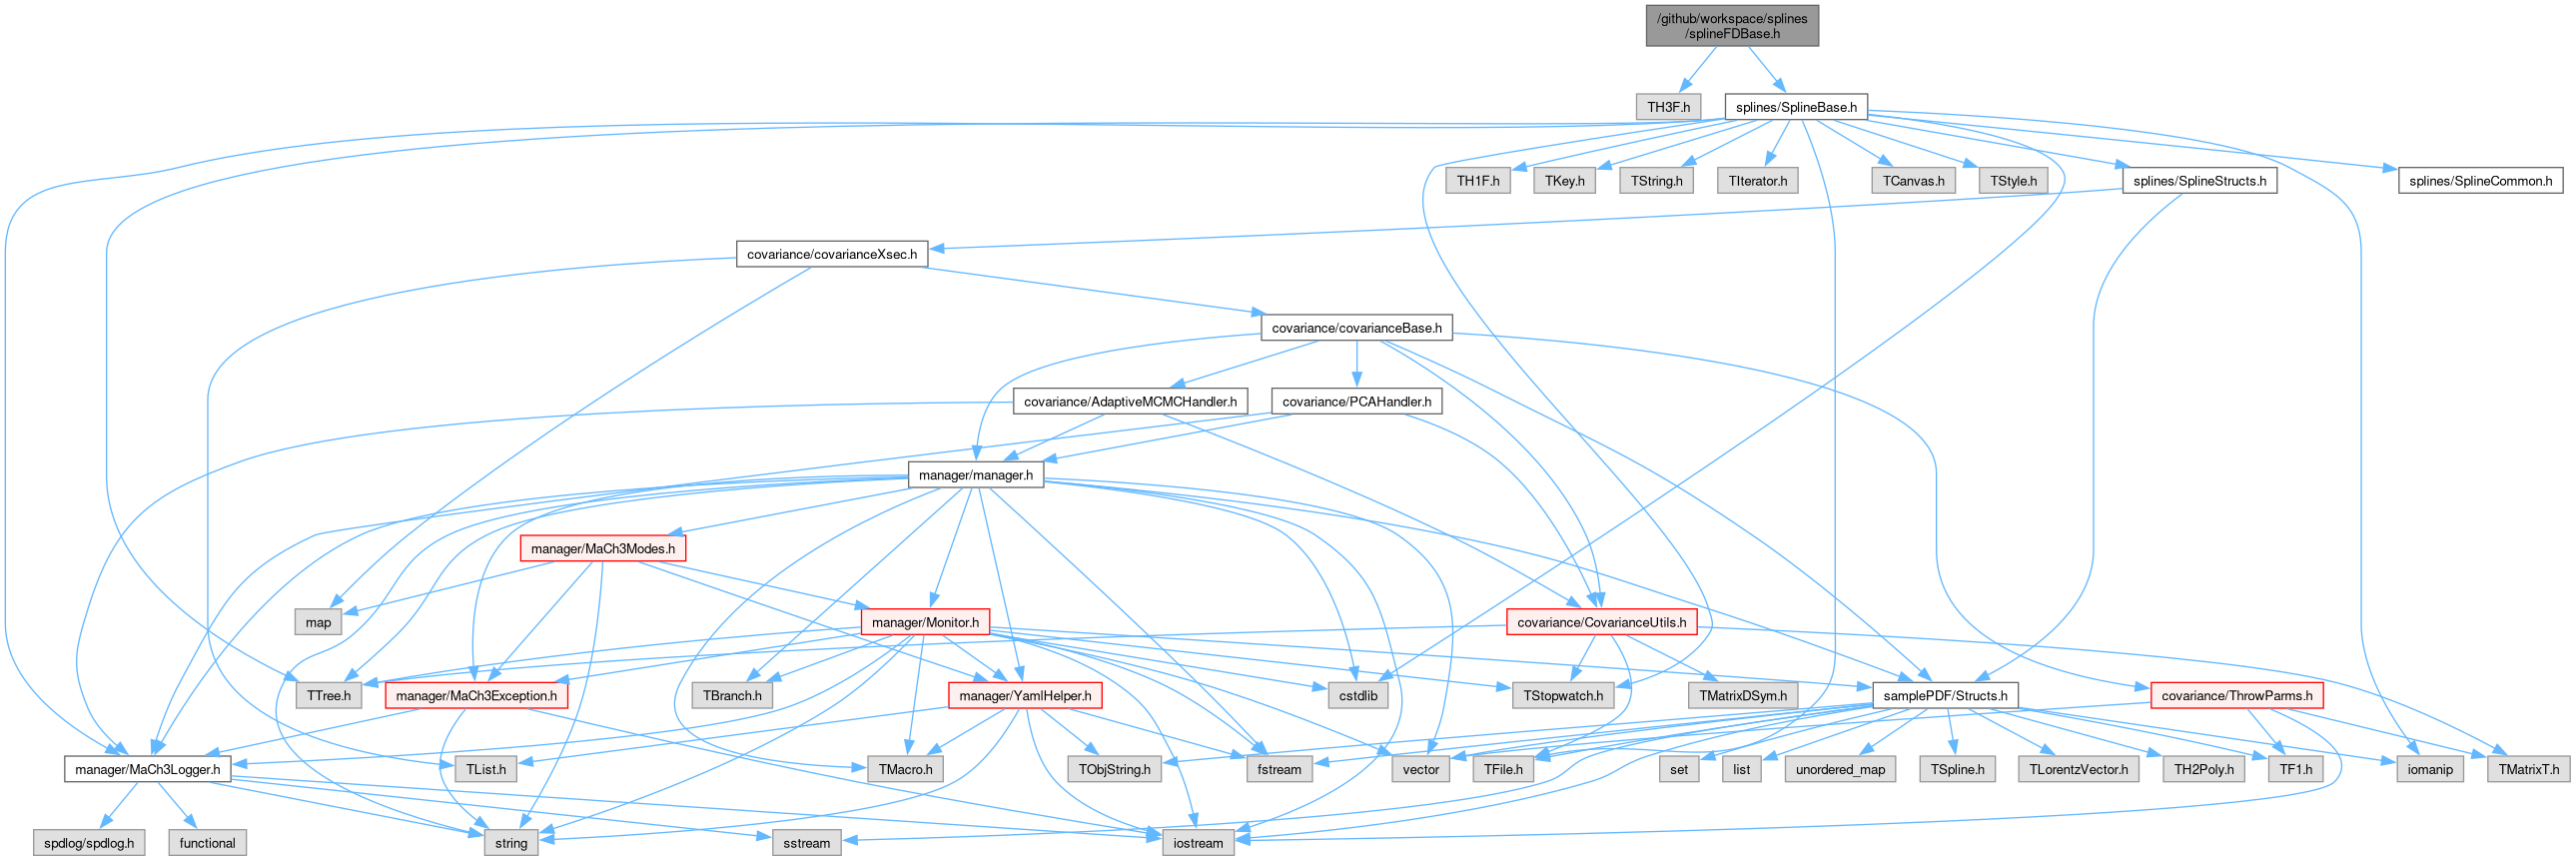 /github/workspace/splines
/splineFDBase.h
TH3F.h
splines/SplineBase.h
TH1F.h
TKey.h
TString.h
TIterator.h
TCanvas.h
TStyle.h
splines/SplineStructs.h
splines/SplineCommon.h
covariance/covarianceXsec.h
covariance/covarianceBase.h
covariance/AdaptiveMCMCHandler.h
covariance/PCAHandler.h
manager/manager.h
manager/MaCh3Modes.h
map
manager/Monitor.h
covariance/CovarianceUtils.h
TTree.h
manager/MaCh3Exception.h
TBranch.h
manager/YamlHelper.h
cstdlib
TStopwatch.h
TMatrixDSym.h
samplePDF/Structs.h
covariance/ThrowParms.h
manager/MaCh3Logger.h
TList.h
TMacro.h
TObjString.h
fstream
vector
TFile.h
set
list
unordered_map
TSpline.h
TLorentzVector.h
TH2Poly.h
TF1.h
iomanip
TMatrixT.h
spdlog/spdlog.h
functional
string
sstream
iostream